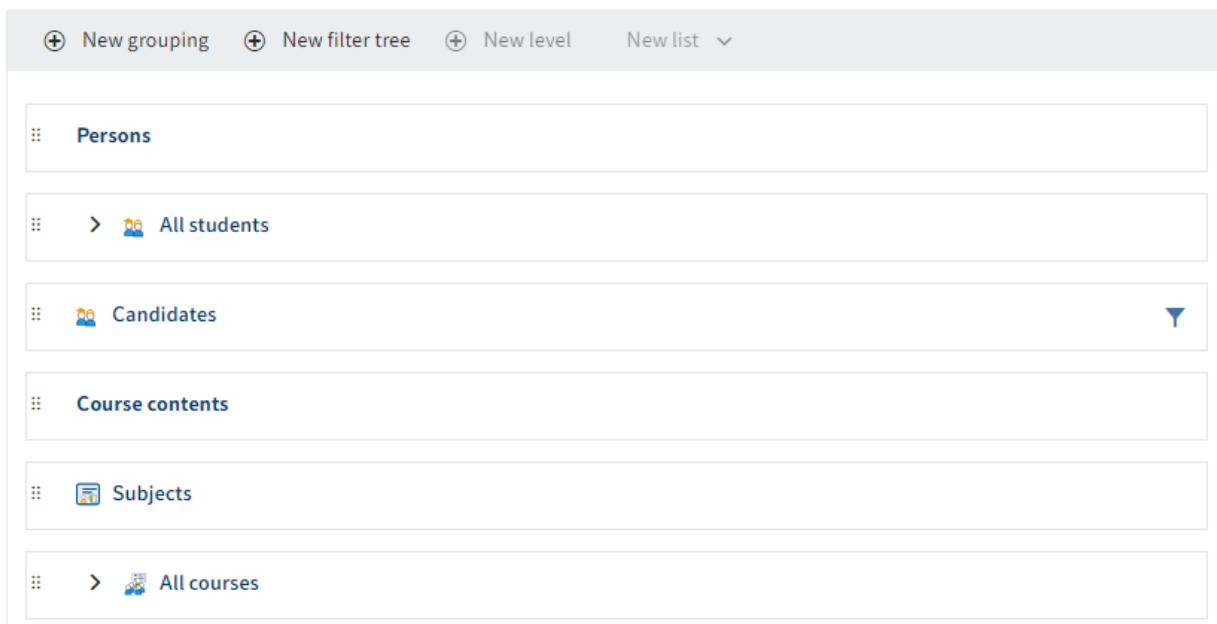 New grouping New filter tree New level New list
Persons
All students
Candidates
Course contents
Subjects
All courses